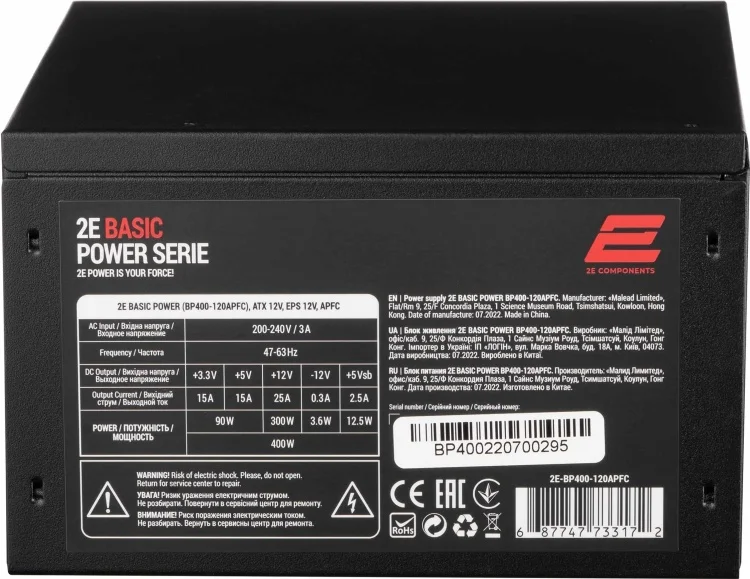 2E BASIC
POWER SERIE
2E POWER IS YOUR FORCE!
2E COMPONENTS
2E BASIC POWER (BP400-120APFC), ATX 12V, EPS 12V, APFC
AC Input / Вхідна напруга /
Входное напряжение
200-240V / 3A
Frequency / Частота
47-63Hz
DC Output / Вихідна напруга /
Выходное напряжение
+3.3V +5V +12V -12V +5Vsb
Output Current / Вихідний
струм / Выходной ток
15A 15A 25A 0.3A 2.5A
POWER / ПОТУЖНІСТЬ /
МОЩНОСТЬ
90W 300W 3.6W 12.5W
400W
WARNING! Risk of electric shock. Please, do not open.
Return for service center to repair.
УВАГА! Ризик ураження електричним струмом.
Не розбирати. Повернути в сервісний центр для ремонту.
ВНИМАНИЕ! Риск поражения электрическим током.
Не разбирать. Вернуть в сервисны центр для ремонту.
EN | Power supply 2E BASIC POWER BP400-120APFC. Manufacturer: «Malead Limited»,
Flat/Rm 9, 25/F Concordia Plaza, 1 Science Museum Road, Tsimshatsui, Kowloon, Hong
Kong. Date of manufacture: 07.2022. Made in China.
UA | Блок живлення 2E BASIC POWER BP400-120APFC. Виробник: «Малід Лімітед»,
офіс/каб. 9, 25/Ф Конкордія Плаза, 1 Сайнс Музіум Роуд, Тсімшатсуі, Коулун, Гонг
Конг. Імпортер в Україні: ІП «ЛОГІН», вул. Марка Вовчка, буд. 18А, м. Київ, 04073.
Дата виробництва: 07.2022. Вироблено в Китаї.
RU | Блок питания 2E BASIC POWER BP400-120APFC. Производитель: «Малид Лимитед»,
офис/каб. 9, 25/Ф Конкордия Плаза, 1 Сайнс Музиум Роуд, Тсимшатсуй, Коулун, Гонг
Конг. Дата производства: 07.2022. Сделано в Китае.
Serial number / Серійний номер / Серийный номер:
BP400220700295
2E-BP400-120APFC
CE EAC
RoHS
6 87747 73317 2